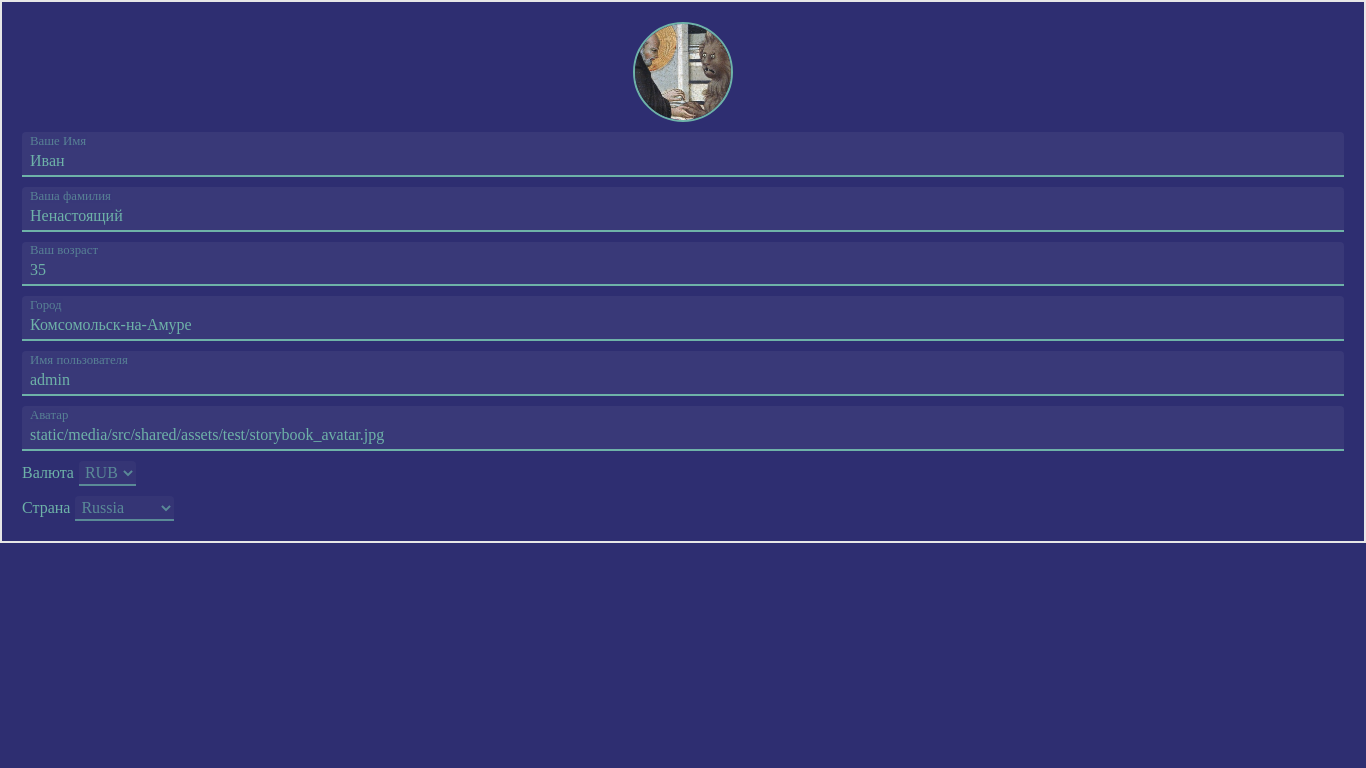 Ваше Имя
Иван
Ваша фамилия
Ненастоящий
Ваш возраст
35
Город
Комсомольск-на-Амуре
Имя пользователя
admin
Аватар
static/media/src/shared/assets/test/storybook_avatar.jpg
Валюта RUB
Страна Russia